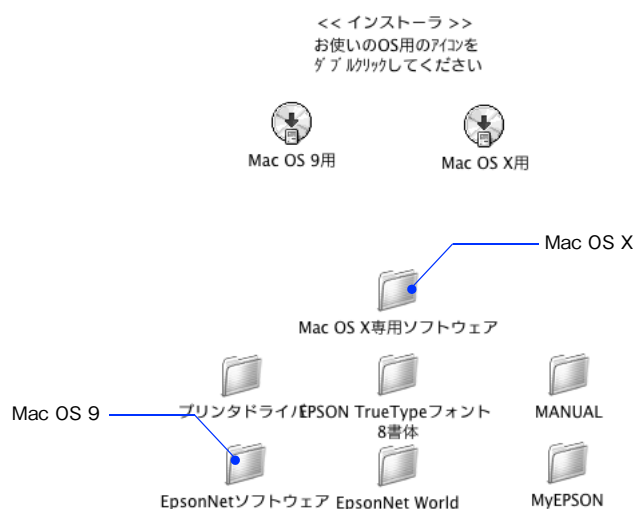 << インストーラ >>
お使いのOS用のｱｲｺﾝを
ﾀﾞﾌﾞﾙｸﾘｯｸしてください
Mac OS 9用
Mac OS X用
Mac OS X
Mac OS X専用ソフトウェア
Mac OS 9
プリンタドライバ
EPSON TrueTypeフォント
8書体
MANUAL
EpsonNetソフトウェア
EpsonNet World
MyEPSON